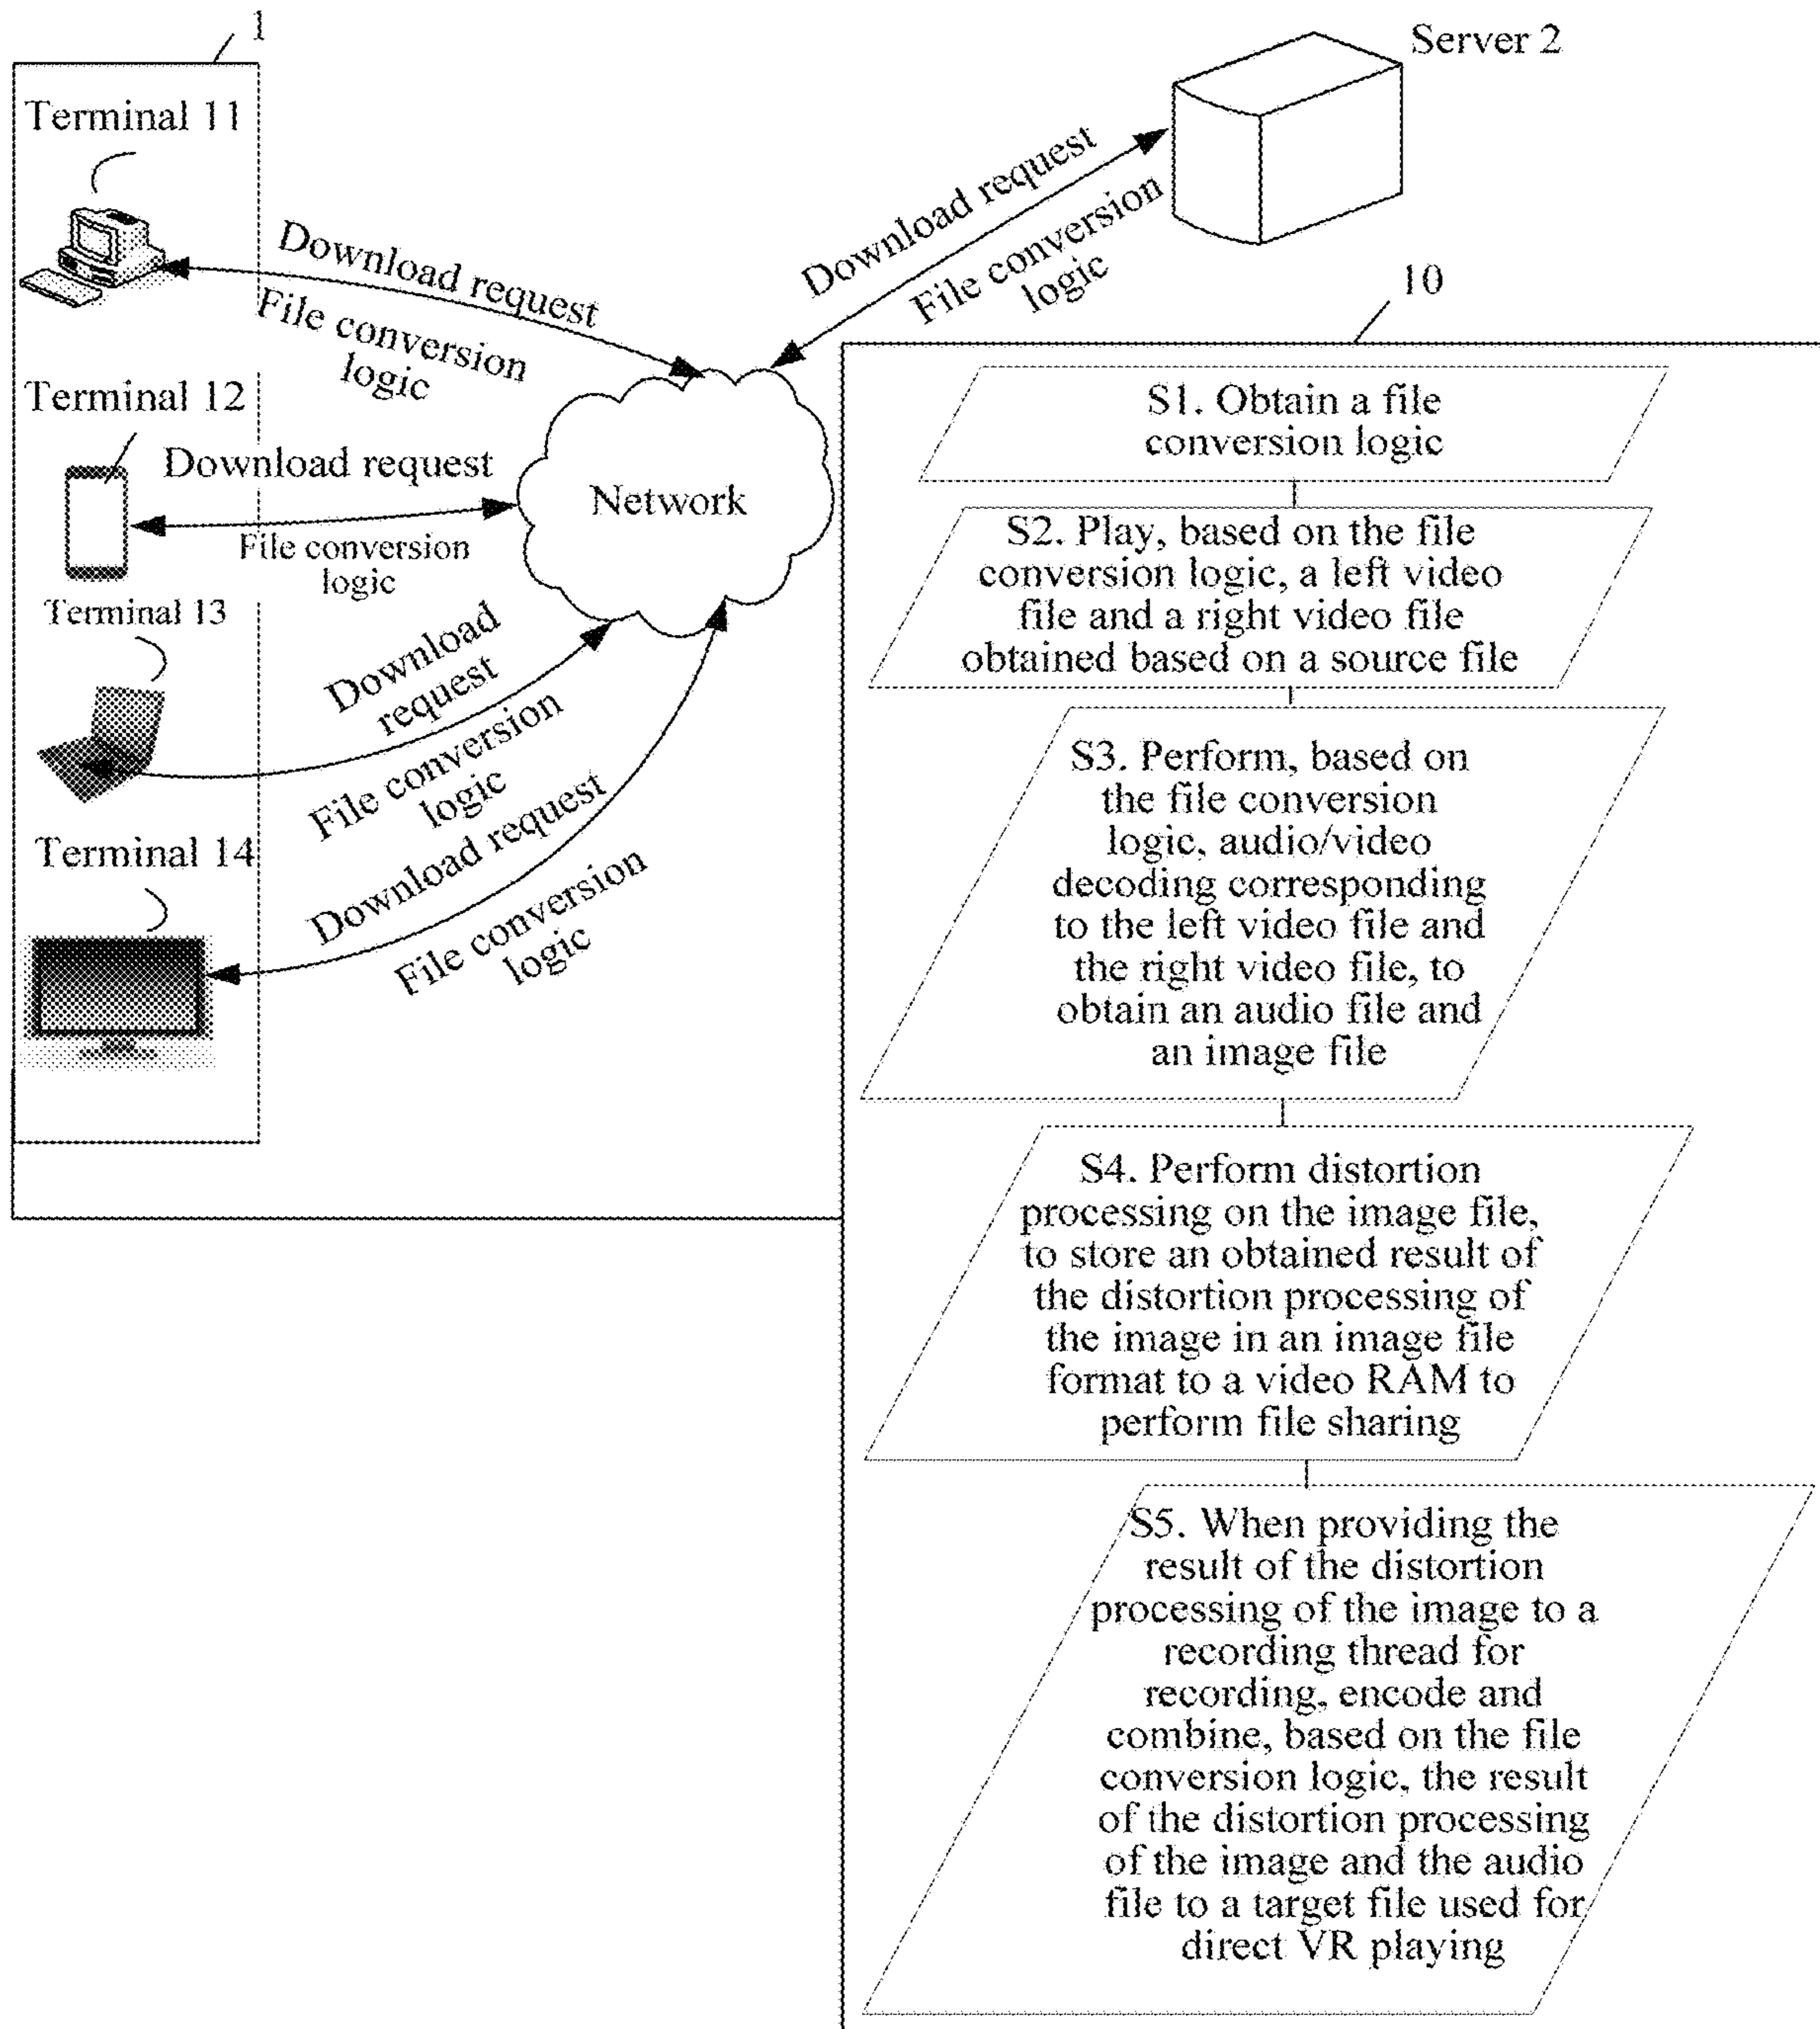 1
Server 2
Terminal 11
Download request
File conversion
logic
Download request
File conversion
logic
10
Terminal 12
Download request
File conversion
logic
Network
Terminal 13
Download
request
File conversion
logic
Terminal 14
Download request
File conversion
logic
S1. Obtain a file
conversion logic
S2. Play, based on the file
conversion logic, a left video
file and a right video file
obtained based on a source file
S3. Perform, based on
the file conversion
logic, audio/video
decoding corresponding
to the left video file and
the right video file, to
obtain an audio file and
an image file
S4. Perform distortion
processing on the image file,
to store an obtained result of
the distortion processing of
the image in an image file
format to a video RAM to
perform file sharing
S5. When providing the
result of the distortion
processing of the image to a
recording thread for
recording, encode and
combine, based on the file
conversion logic, the result
of the distortion processing
of the image and the audio
file to a target file used for
direct VR playing